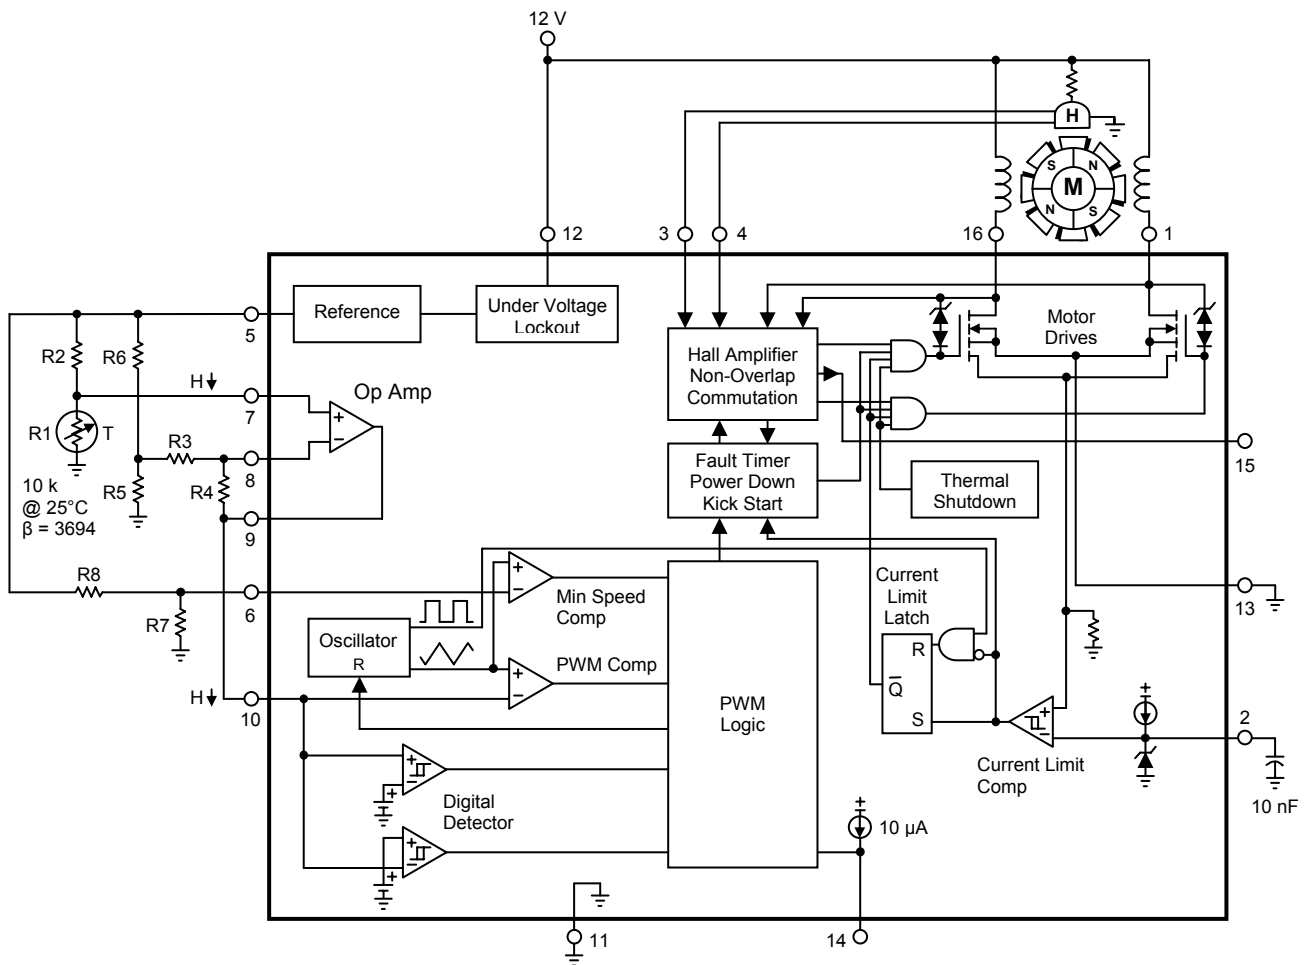 12 V
H
S
N
M
N
S
12
3
4
16
1
Reference
Under Voltage
Lockout
5
R2
R6
Motor
Drives
Hall Amplifier
Non-Overlap
Commutation
H
7
Op Amp
+
−
R1
T
R3
8
10 k
@ 25°C
β = 3694
R5
R4
9
15
Fault Timer
Power Down
Kick Start
Thermal
Shutdown
R8
6
R7
+
−
Min Speed
Comp
Current
Limit
Latch
13
Oscillator
R
+
−
PWM Comp
R
Q
S
H
10
PWM
Logic
+
−
+
2
Current Limit
Comp
10 nF
+
−
+
Digital
Detector
+
−
+
+
10 µA
11
14